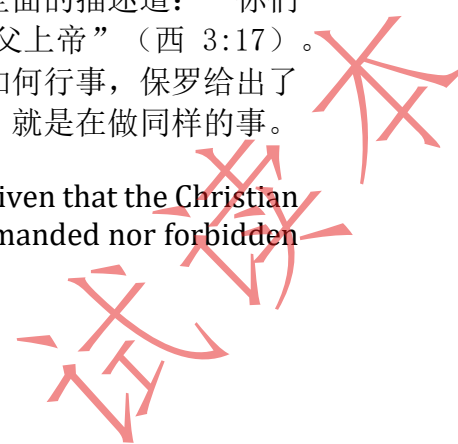 里面的描述道：“你们
父上帝”（西 3:17）。
如何行事，保罗给出了
就是在做同样的事。
iven that the Christian
manded nor forbidden
试读本